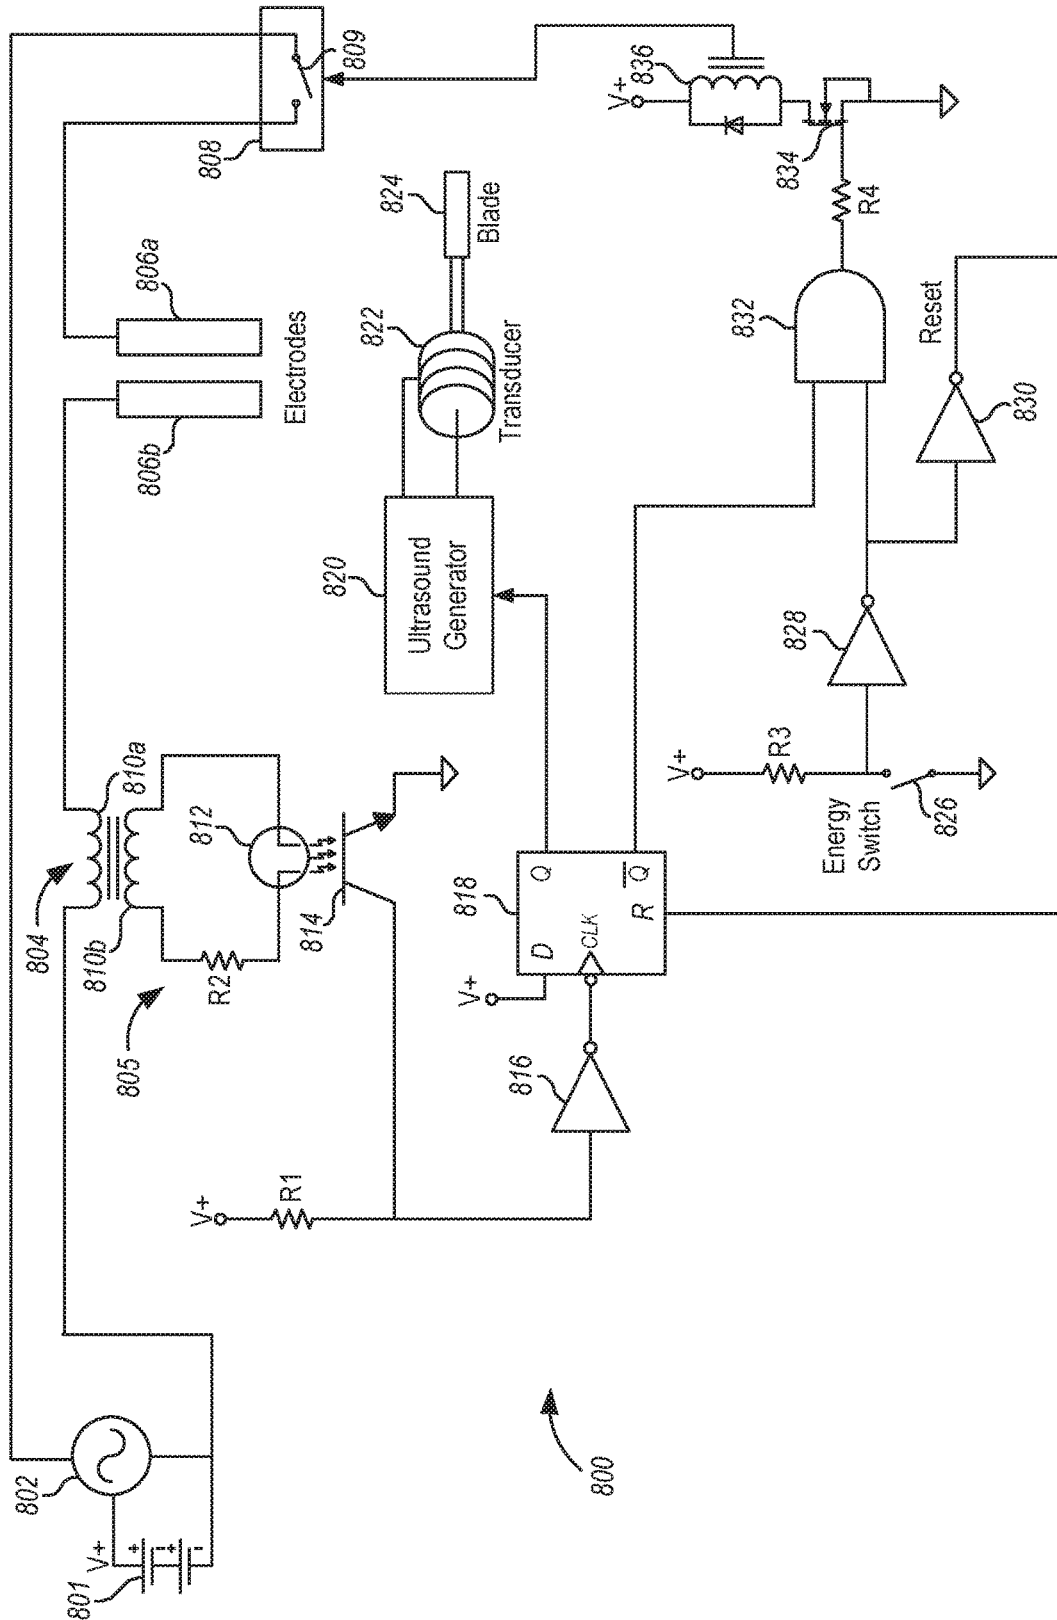 808
809
806a
806b
Electrodes
804
810a
810b
805
R2
812
814
V+
R1
802
V+
+
+
-
801
824
Blade
822
Transducer
820
Ultrasound
Generator
818
V+
D
Q
CLK
Q
R
816
V+
836
834
R4
832
Reset
830
828
V+
R3
Energy
Switch
826
800